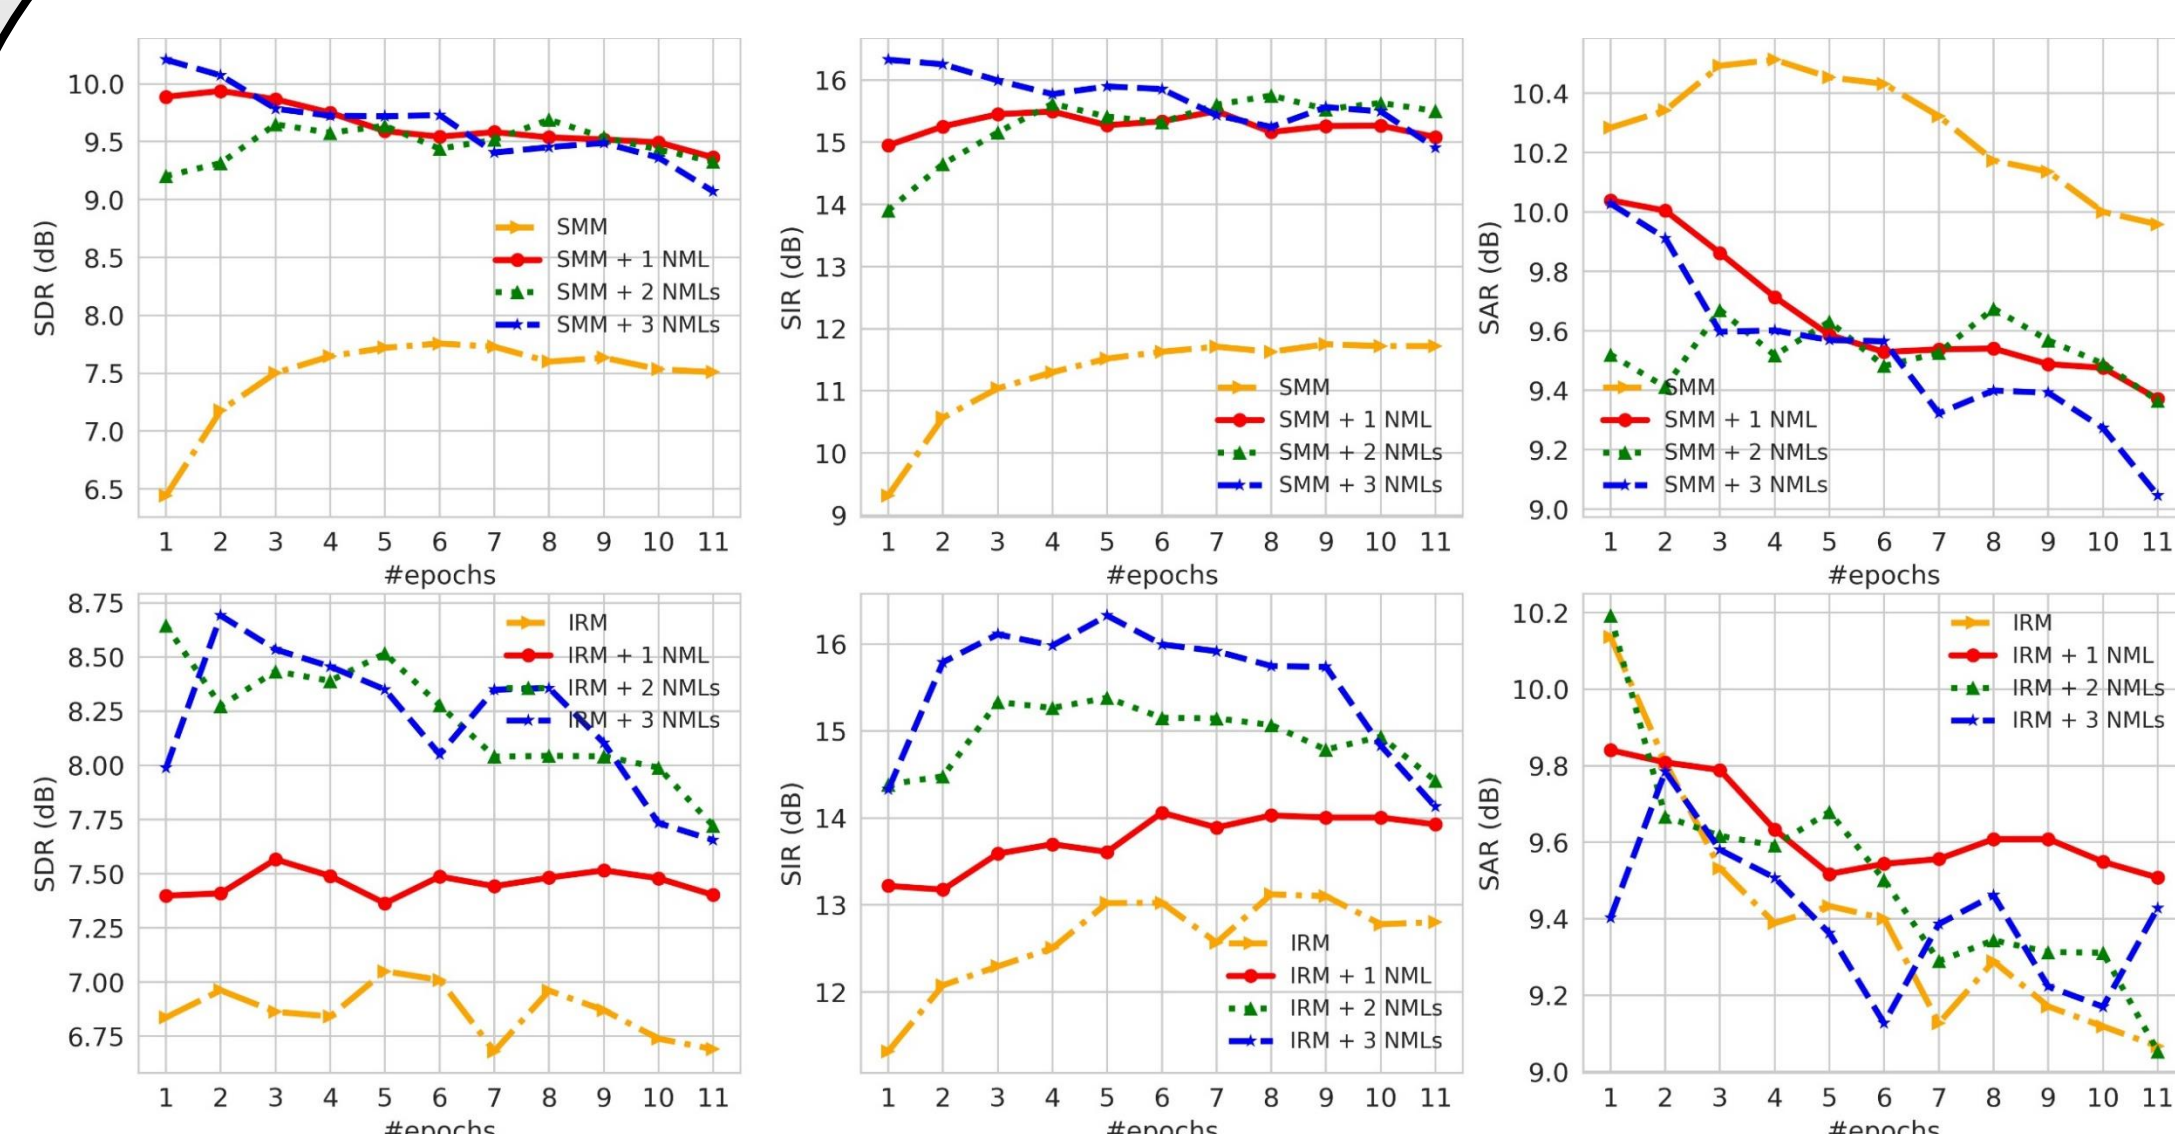 10.0
9.5
9.0
8.5
8.0
7.5
7.0
6.5
SDR (dB)
SMM
SMM + 1 NML
SMM + 2 NMLs
SMM + 3 NMLs
1 2 3 4 5 6 7 8 9 10 11
#epochs
16
15
14
13
12
11
10
9
SIR (dB)
SMM
SMM + 1 NML
SMM + 2 NMLs
SMM + 3 NMLs
1 2 3 4 5 6 7 8 9 10 11
#epochs
10.4
10.2
10.0
9.8
9.6
9.4
9.2
9.0
SAR (dB)
SMM
SMM + 1 NML
SMM + 2 NMLs
SMM + 3 NMLs
1 2 3 4 5 6 7 8 9 10 11
#epochs
8.75
8.50
8.25
8.00
7.75
7.50
7.25
7.00
6.75
SDR (dB)
IRM
IRM + 1 NML
IRM + 2 NMLs
IRM + 3 NMLs
1 2 3 4 5 6 7 8 9 10 11
#epochs
16
15
14
13
12
SIR (dB)
IRM
IRM + 1 NML
IRM + 2 NMLs
IRM + 3 NMLs
1 2 3 4 5 6 7 8 9 10 11
#epochs
10.2
10.0
9.8
9.6
9.4
9.2
9.0
SAR (dB)
IRM
IRM + 1 NML
IRM + 2 NMLs
IRM + 3 NMLs
1 2 3 4 5 6 7 8 9 10 11
#epochs